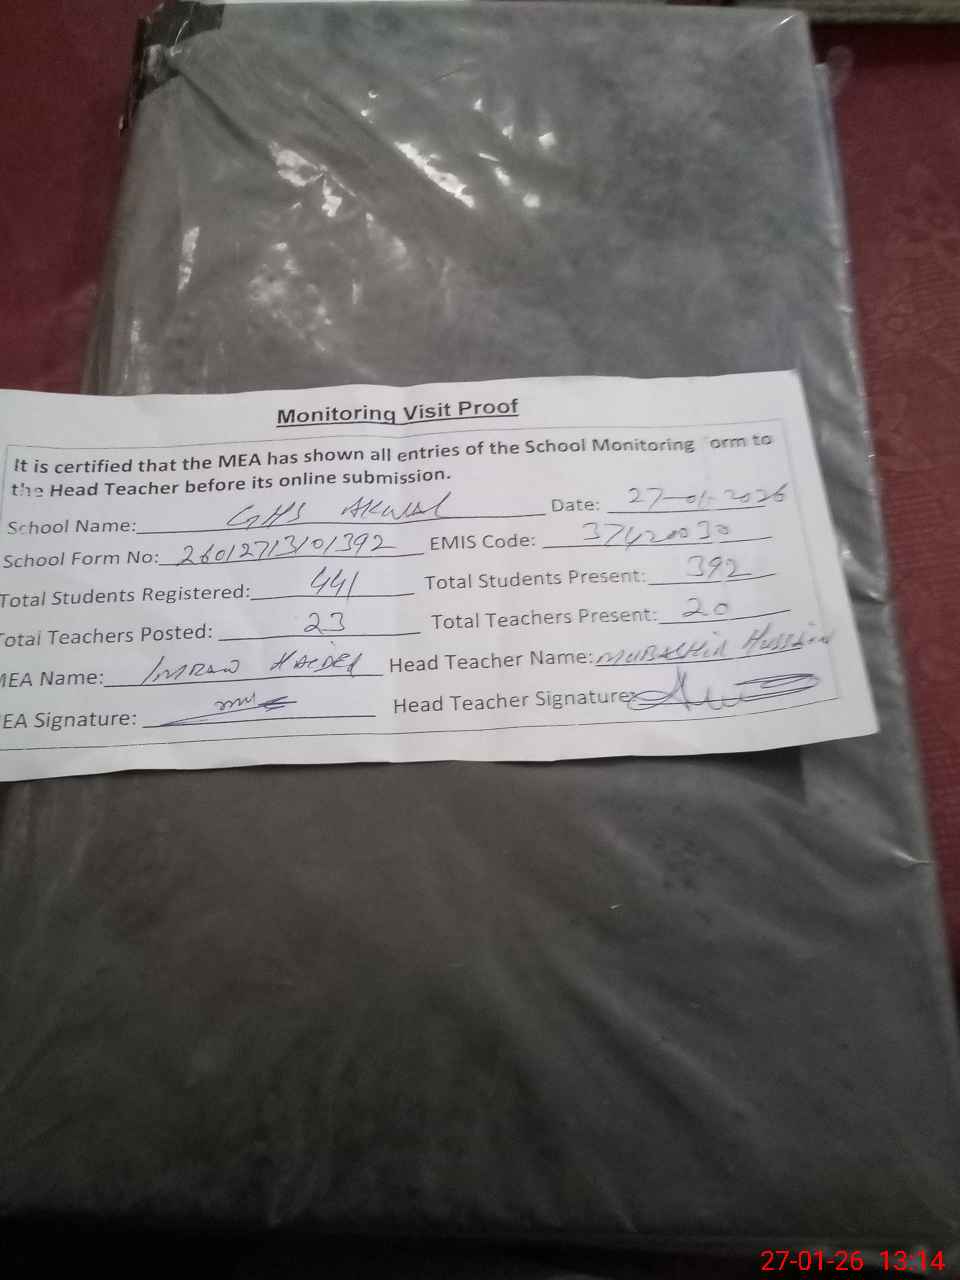 Monitoring Visit Proof
It is certified that the MEA has shown all entries of the School Monitoring orm to
the Head Teacher before its online submission.
School Name: GHS AKWAL Date: 27-01-2026
School Form No: 26012713101392 EMIS Code: 37420030
Total Students Registered: 441 Total Students Present: 392
Total Teachers Posted: 23 Total Teachers Present: 20
MEA Name: IMRAN HAIDER Head Teacher Name: MUBASHIR HUSSAIN
EA Signature: Head Teacher Signature:
27-01-26 13:14